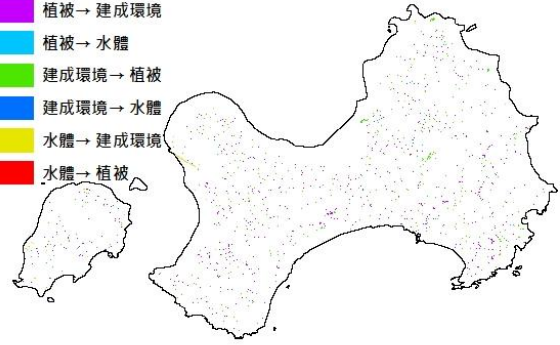 植被→ 建成環境
植被→ 水體
建成環境→ 植被
建成環境→ 水體
水體→ 建成環境
水體→ 植被